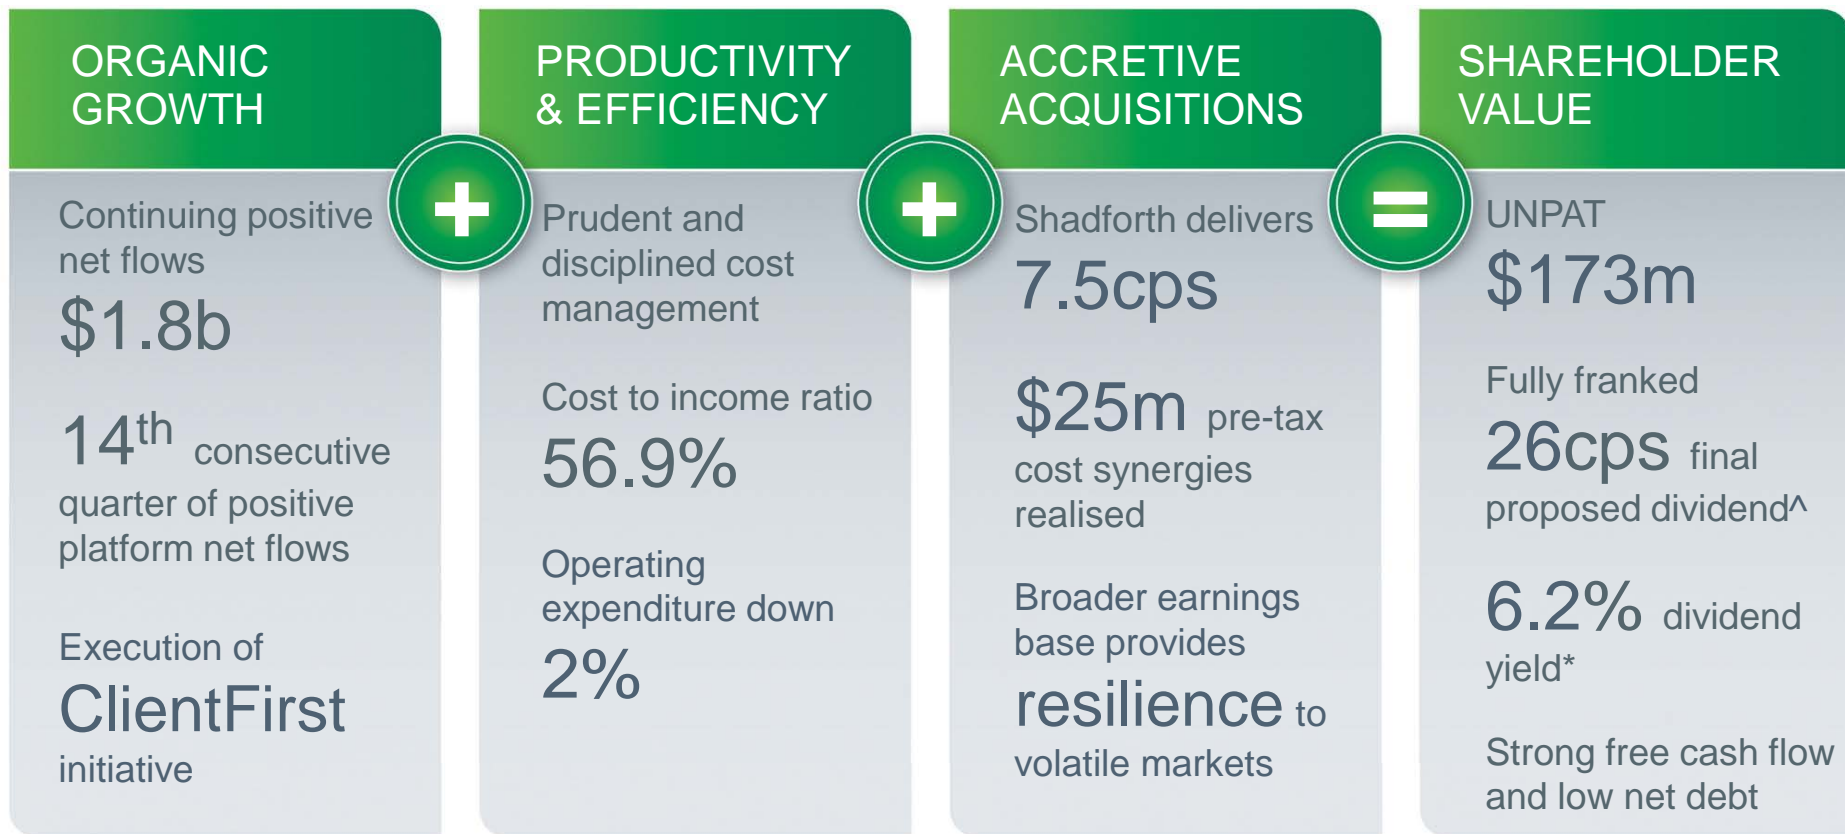 ORGANIC
GROWTH
Continuing positive
net flows
$1.8b
14th consecutive
quarter of positive
platform net flows
Execution of
ClientFirst
initiative
+
PRODUCTIVITY
& EFFICIENCY
Prudent and
disciplined cost
management
Cost to income ratio
56.9%
Operating
expenditure down
2%
+
ACCRETIVE
ACQUISITIONS
Shadforth delivers
7.5cps
$25m pre-tax
cost synergies
realised
Broader earnings
base provides
resilience to
volatile markets
=
SHAREHOLDER
VALUE
UNPAT
$173m
Fully franked
26cps final
proposed dividend^
6.2% dividend
yield*
Strong free cash flow
and low net debt